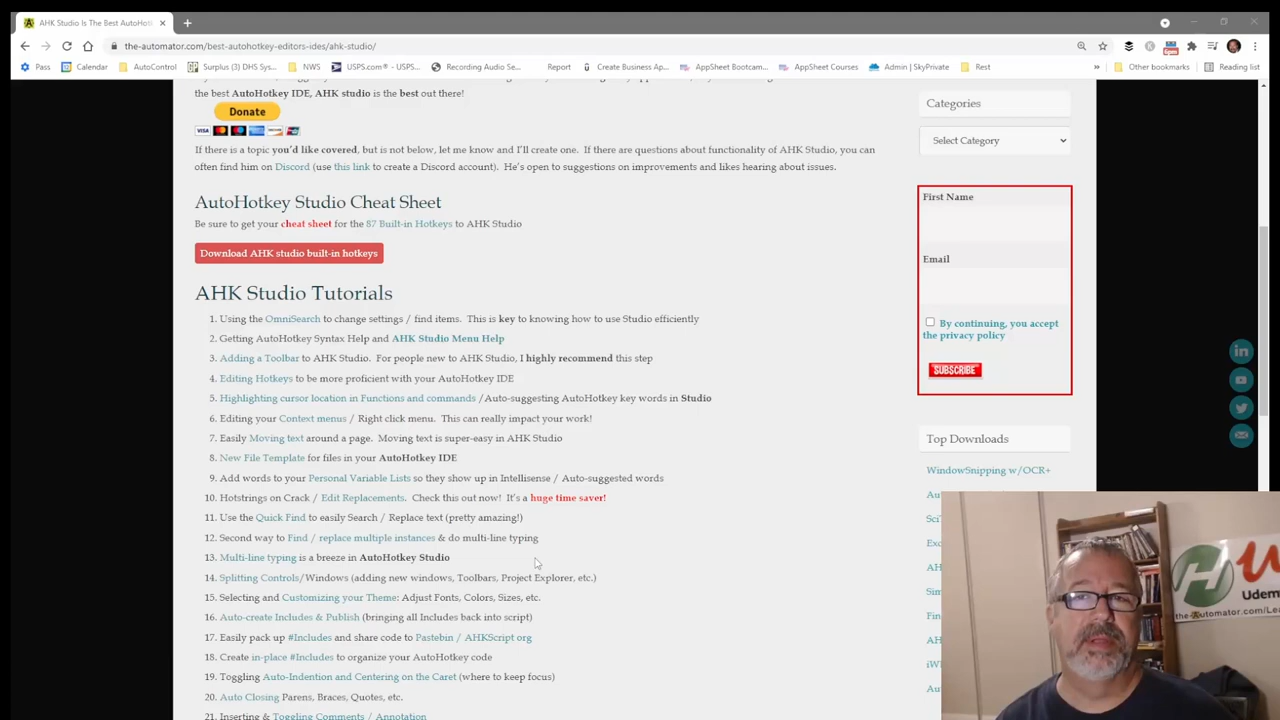 AHK Studio Is The Best AutoHot
the-automator.com/best-autohotkey-editors-ides/ahk-studio/
Pass
Calendar
AutoControl
Surplus (3) DHS Sy...
NWS
USPS.com® - USPS...
Recording Audio Se...
Report
Create Business Ap...
AppSheet Bootcam...
AppSheet Courses
Admin | SkyPrivate
Rest
»
Other bookmarks
Reading list
the best AutoHotkey IDE, AHK studio is the best out there!
Donate
VISA
If there is a topic you'd like covered, but is not below, let me know and I'll create one. If there are questions about functionality of AHK Studio, you can
often find him on Discord (use this link to create a Discord account). He's open to suggestions on improvements and likes hearing about issues.
AutoHotkey Studio Cheat Sheet
Be sure to get your cheat sheet for the 87 Built-in Hotkeys to AHK Studio
Download AHK studio built-in hotkeys
AHK Studio Tutorials
1. Using the OmniSearch to change settings / find items. This is key to knowing how to use Studio efficiently
2. Getting AutoHotkey Syntax Help and AHK Studio Menu Help
3. Adding a Toolbar to AHK Studio. For people new to AHK Studio, I highly recommend this step
4. Editing Hotkeys to be more proficient with your AutoHotkey IDE
5. Highlighting cursor location in Functions and commands /Auto-suggesting AutoHotkey key words in Studio
6. Editing your Context menus / Right click menu. This can really impact your work!
7. Easily Moving text around a page. Moving text is super-easy in AHK Studio
8. New File Template for files in your AutoHotkey IDE
9. Add words to your Personal Variable Lists so they show up in Intellisense / Auto-suggested words
10. Hotstrings on Crack / Edit Replacements. Check this out now! It's a huge time saver!
11. Use the Quick Find to easily Search / Replace text (pretty amazing!)
12. Second way to Find / replace multiple instances & do multi-line typing
13. Multi-line typing is a breeze in AutoHotkey Studio
14. Splitting Controls/Windows (adding new windows, Toolbars, Project Explorer, etc.)
15. Selecting and Customizing your Theme: Adjust Fonts, Colors, Sizes, etc.
16. Auto-create Includes & Publish (bringing all Includes back into script)
17. Easily pack up #Includes and share code to Pastebin / AHKScript org
18. Create in-place #Includes to organize your AutoHotkey code
19. Toggling Auto-Indention and Centering on the Caret (where to keep focus)
20. Auto Closing Parens, Braces, Quotes, etc.
21. Inserting & Toggling Comments / Annotation
Categories
Select Category
First Name
Email
By continuing, you accept
the privacy policy
SUBSCRIBE
Top Downloads
WindowSnipping w/OCR+
Au
Sci
Exc
AH
Sim
Fin
AH
iW
Au
Udem
the-Automator.com/Lea